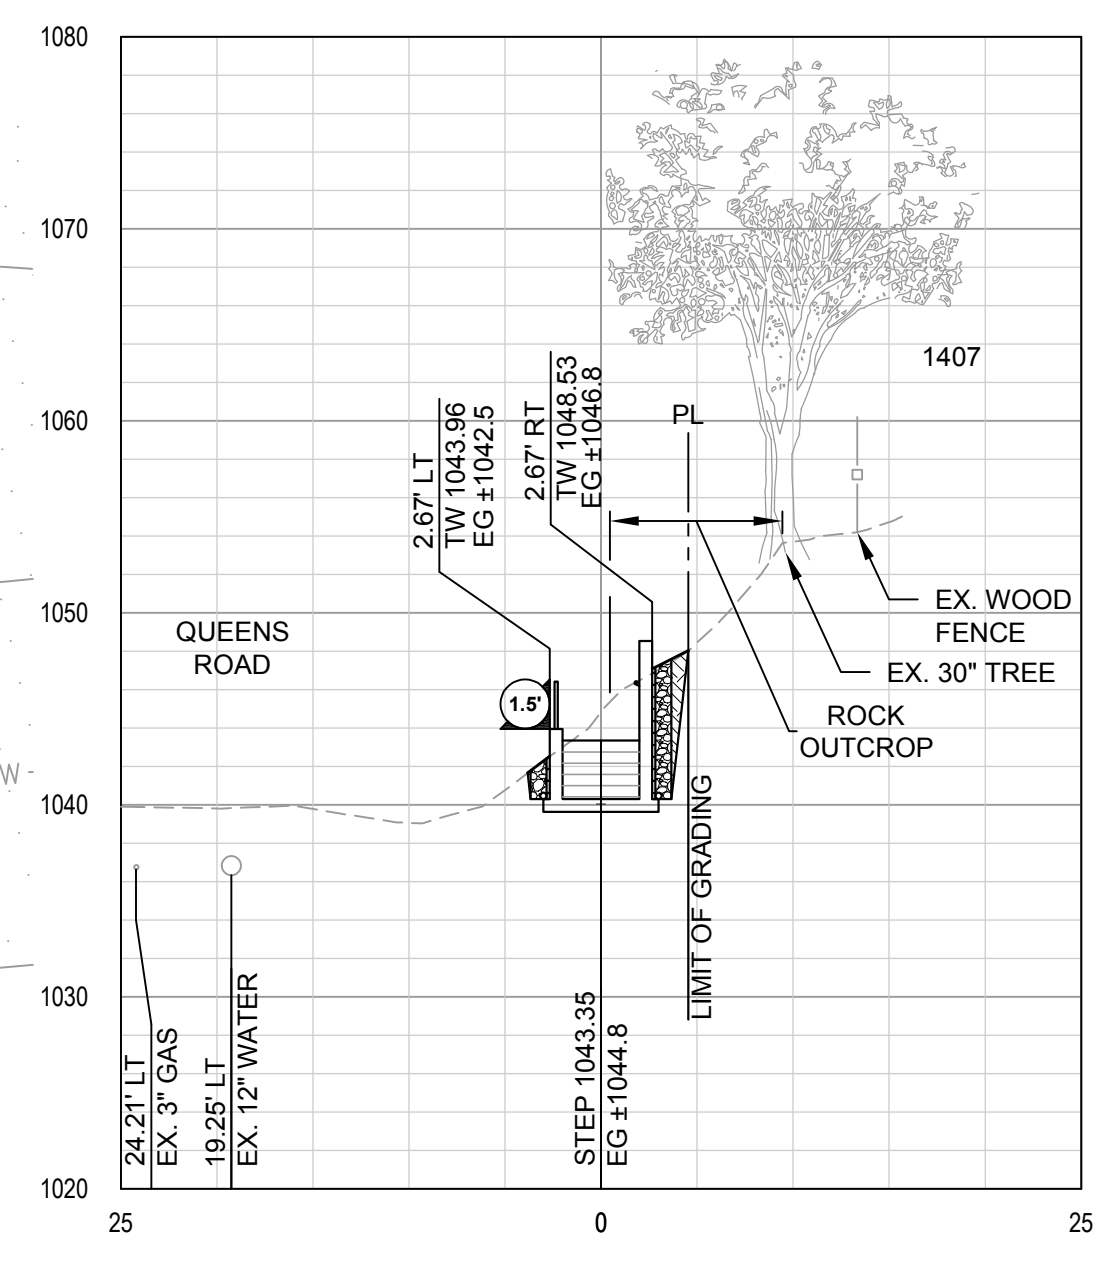 1080
1070
1060
1050
1040
1030
1020
25
0
25
1407
PL
2.67' LT
TW 1043.96
EG ±1042.5
2.67' RT
TW 1048.53
EG ±1046.8
QUEENS
ROAD
1.5'
EX. WOOD
FENCE
EX. 30" TREE
ROCK
OUTCROP
W
LIMIT OF GRADING
24.21' LT
EX. 3" GAS
19.25' LT
EX. 12" WATER
STEP 1043.35
EG ±1044.8